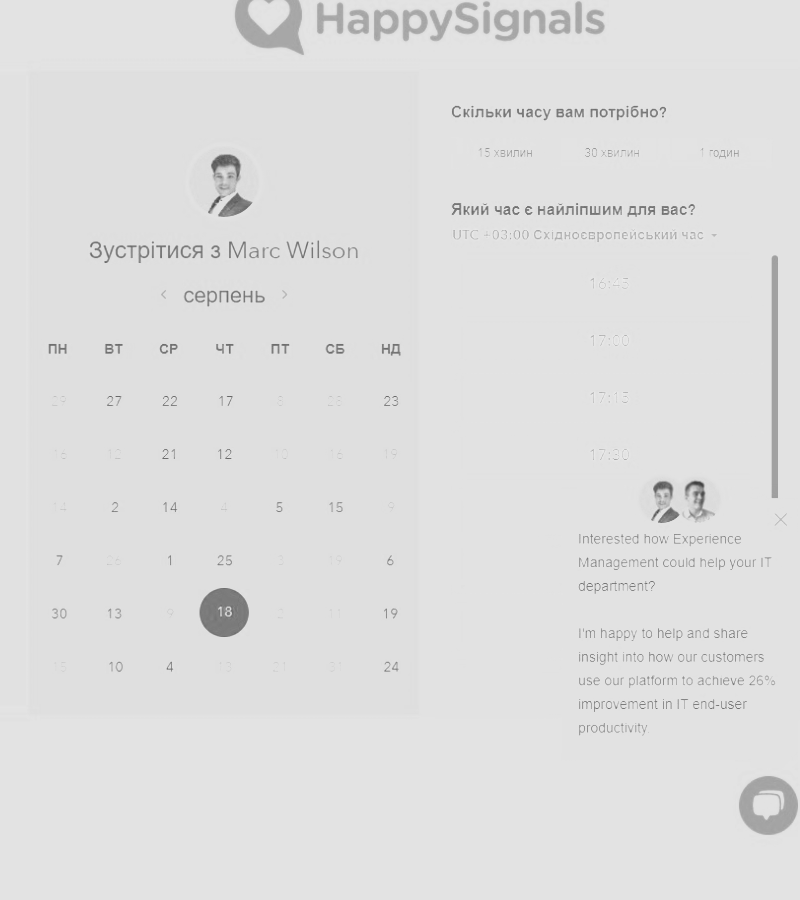 HappySignals
Зустрітися з Marc Wilson
серпень
ПН ВТ СР ЧТ ПТ СБ НД
29 27 22 17 23
16 12 21 12 10 16 19
14 2 14 4 5 15 9
7 26 1 25 3 19 6
30 13 9 18 2 11 19
10 4 13 21 24
Скільки часу вам потрібно?
15 хвилин 30 хвилин 1 годин
Який час є найліпшим для вас?
UTC +03:00 Східноєвропейський час
16:45
17:00
17:15
17:30
Interested how Experience
Management could help your IT
department?
I'm happy to help and share
insight into how our customers
use our platform to achieve 26%
improvement in IT end-user
productivity.